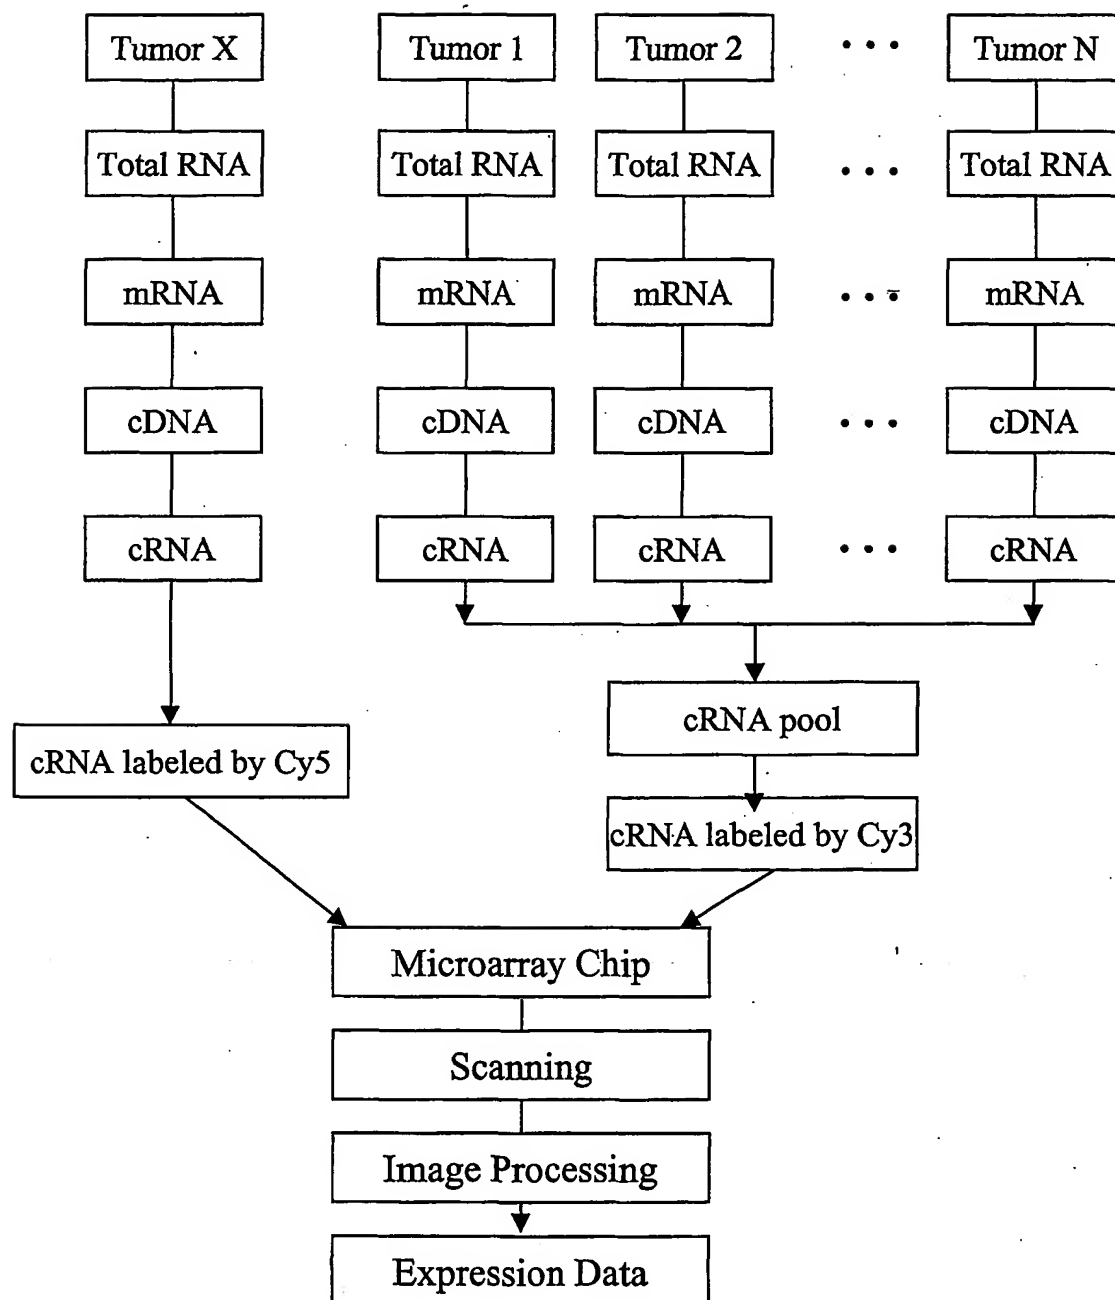 Tumor X Tumor 1 Tumor 2 • • • Tumor N
Total RNA Total RNA Total RNA • • • Total RNA
mRNA mRNA mRNA • • • mRNA
cDNA cDNA cDNA • • • cDNA
cRNA cRNA cRNA • • • cRNA
cRNA pool
cRNA labeled by Cy5
cRNA labeled by Cy3
Microarray Chip
Scanning
Image Processing
Expression Data